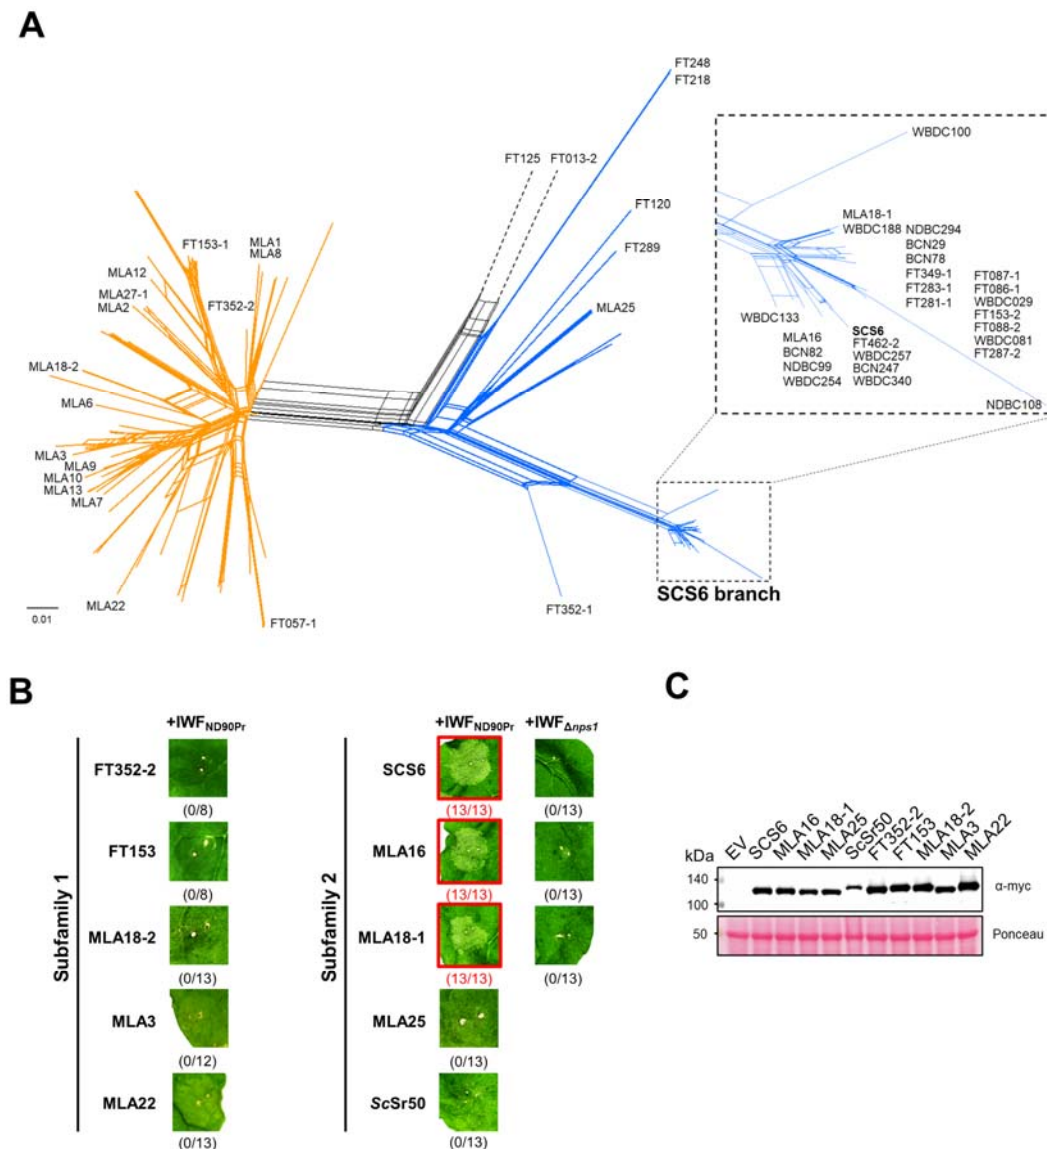 A
FT248
FT218
FT125
FT013-2
FT120
FT289
MLA25
FT153-1
MLA1
MLA8
MLA12
MLA27-1
MLA2
FT352-2
MLA18-2
MLA6
MLA3
MLA9
MLA10
MLA13
MLA7
MLA22
FT057-1
0.01
FT352-1
SCS6 branch
WBDC100
MLA18-1
WBDC188
NDBC294
BCN29
BCN78
FT349-1
FT283-1
FT281-1
FT087-1
FT086-1
WBDC029
FT153-2
FT088-2
WBDC081
FT287-2
WBDC133
MLA16
BCN82
NDBC99
WBDC254
SCS6
FT462-2
WBDC257
BCN247
WBDC340
NDBC108
B
+IWFND90Pr
Subfamily 1
FT352-2
(0/8)
FT153
(0/8)
MLA18-2
(0/13)
MLA3
(0/12)
MLA22
(0/13)
+IWFND90Pr +IWFΔnps1
Subfamily 2
SCS6
(13/13) (0/13)
MLA16
(13/13) (0/13)
MLA18-1
(13/13) (0/13)
MLA25
(0/13)
ScSr50
(0/13)
C
EV SCS6 MLA16 MLA18-1 MLA25 ScSr50 FT352-2 FT153 MLA18-2 MLA3 MLA22
kDa
140
100
α-myc
50
Ponceau